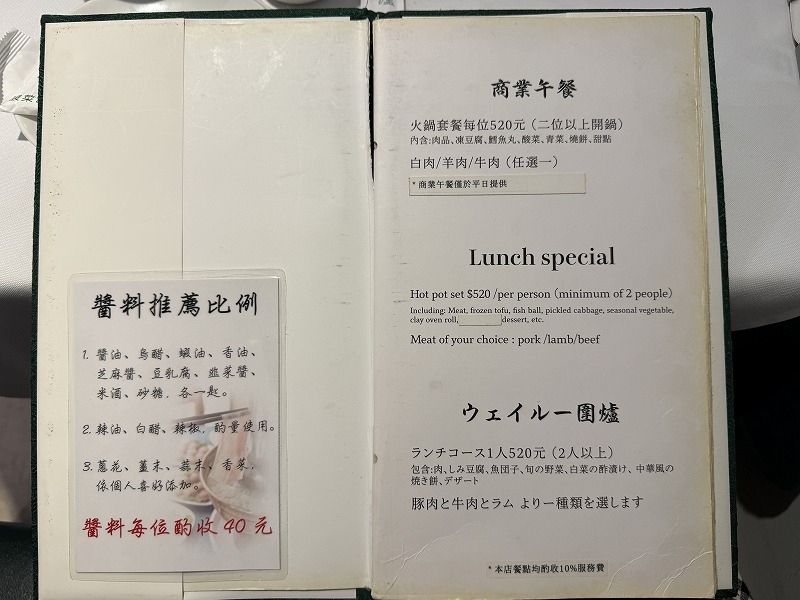 醬料推薦比例
1. 醬油、烏醋、蝦油、香油、
芝麻醬、豆乳腐、韮菜醬、
米酒、砂糖，各一匙。
2. 辣油、白醋、辣椒，酌量使用。
3. 蔥花、薑末、蒜末、香菜，
依個人喜好添加。
醬料每位酌收40元
商業午餐
火鍋套餐每位520元（二位以上開鍋）
內含:肉品、凍豆腐、鱈魚丸、酸菜、青菜、燒餅、甜點
白肉/羊肉/牛肉（任選一）
* 商業午餐僅於平日提供
Lunch special
Hot pot set $520 /per person (minimum of 2 people)
Including: Meat, frozen tofu, fish ball, pickled cabbage, seasonal vegetable,
clay oven roll, dessert, etc.
Meat of your choice : pork /lamb/beef
ウェイルー圍爐
ランチコース1人520元（2人以上）
包含:肉、しみ豆腐、魚団子、旬の野菜、白菜の酢漬け、中華風の
焼き餅、デザート
豚肉と牛肉とラム より一種類を選します
* 本店餐點均酌收10%服務費